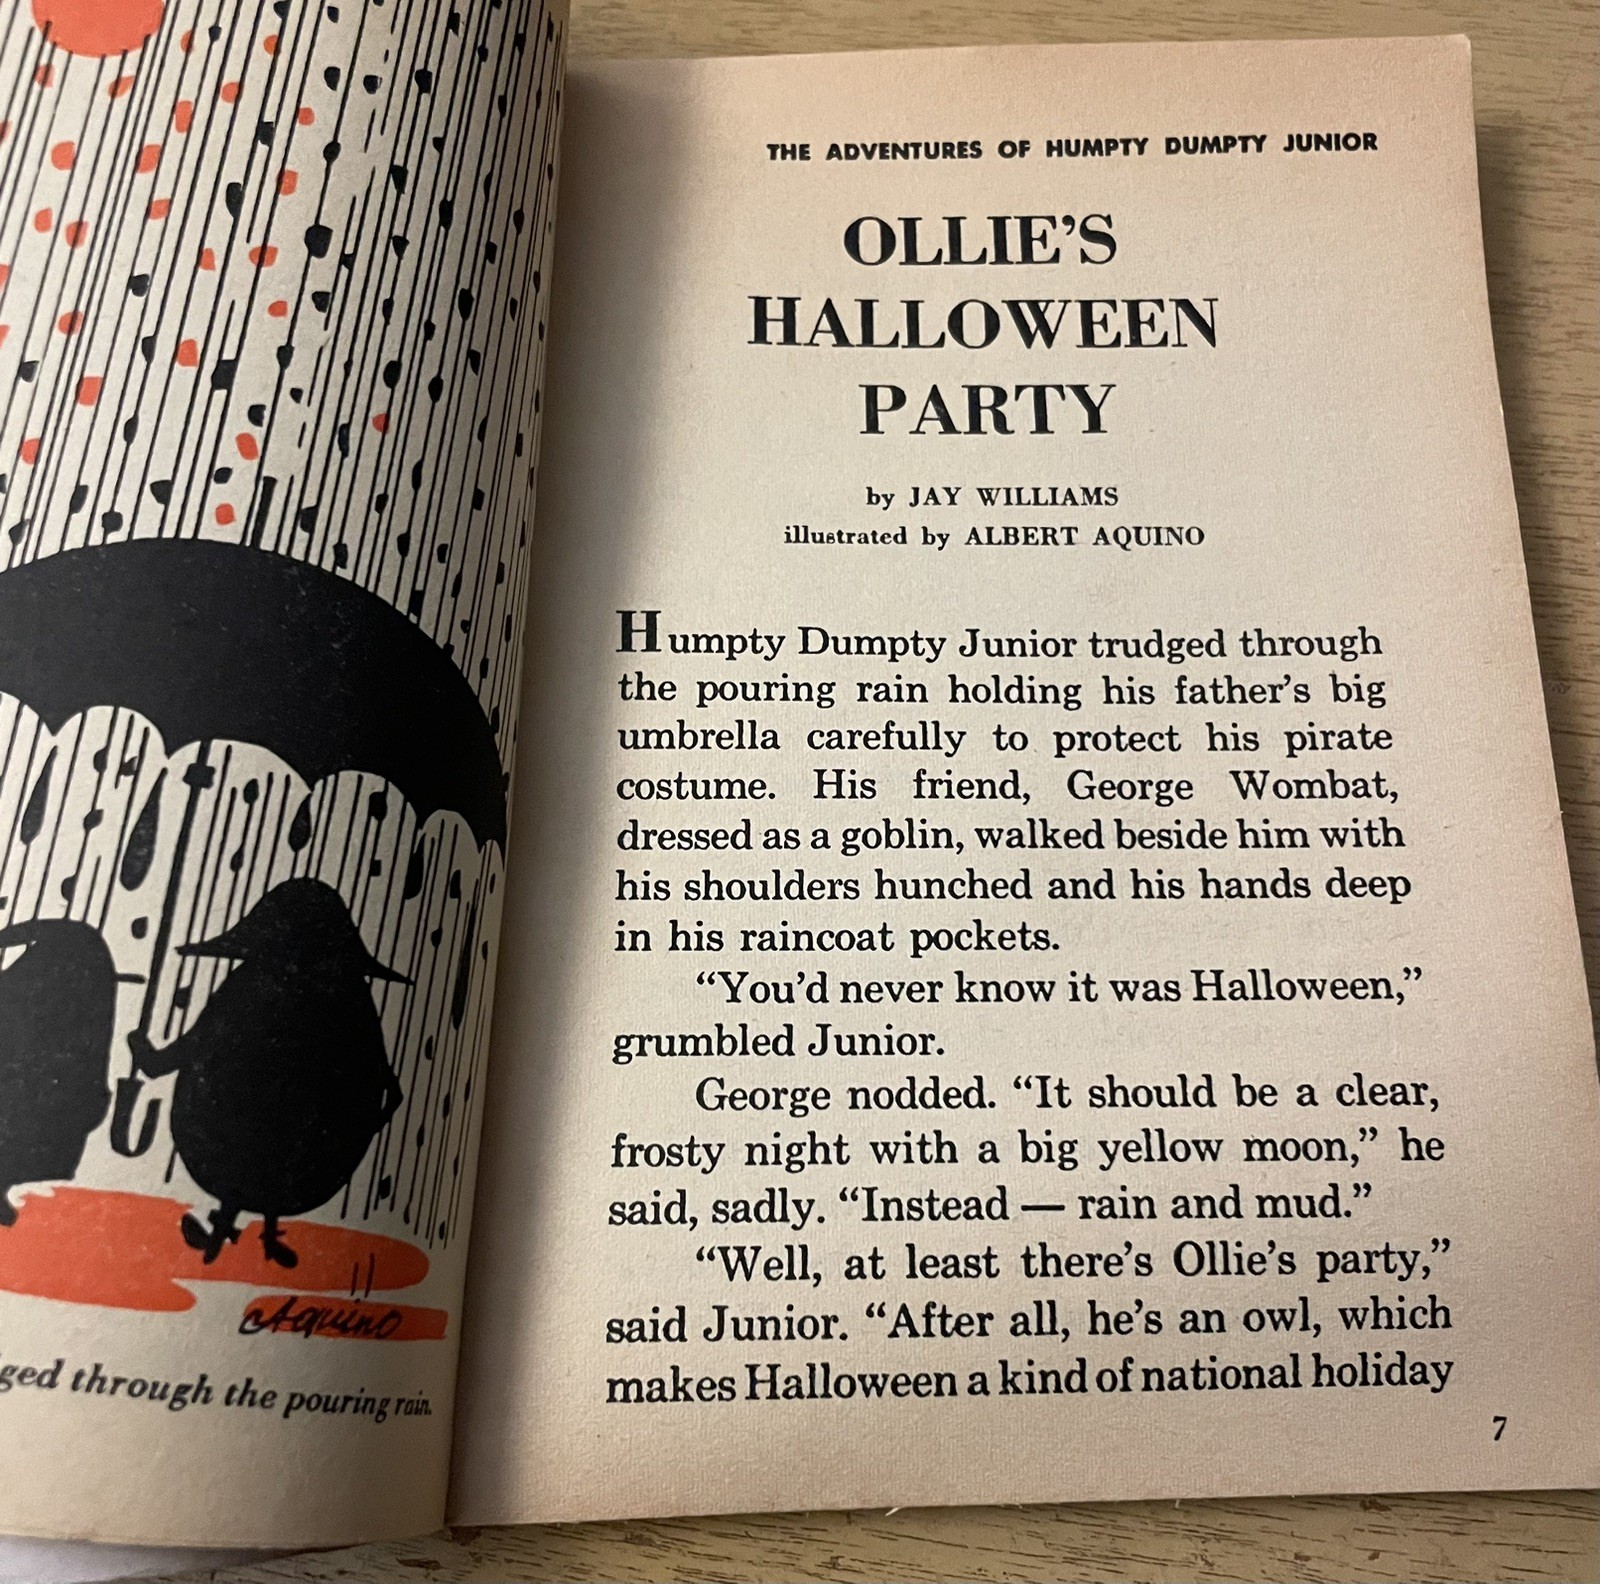 Aquino
ged through the pouring rain.
THE ADVENTURES OF HUMPTY DUMPTY JUNIOR
OLLIE’S
HALLOWEEN
PARTY
by JAY WILLIAMS
illustrated by ALBERT AQUINO
Humpty Dumpty Junior trudged through
the pouring rain holding his father’s big
umbrella carefully to protect his pirate
costume. His friend, George Wombat,
dressed as a goblin, walked beside him with
his shoulders hunched and his hands deep
in his raincoat pockets.
“You’d never know it was Halloween,”
grumbled Junior.
George nodded. “It should be a clear,
frosty night with a big yellow moon,” he
said, sadly. “Instead — rain and mud.”
“Well, at least there’s Ollie’s party,”
said Junior. “After all, he’s an owl, which
makes Halloween a kind of national holiday
7